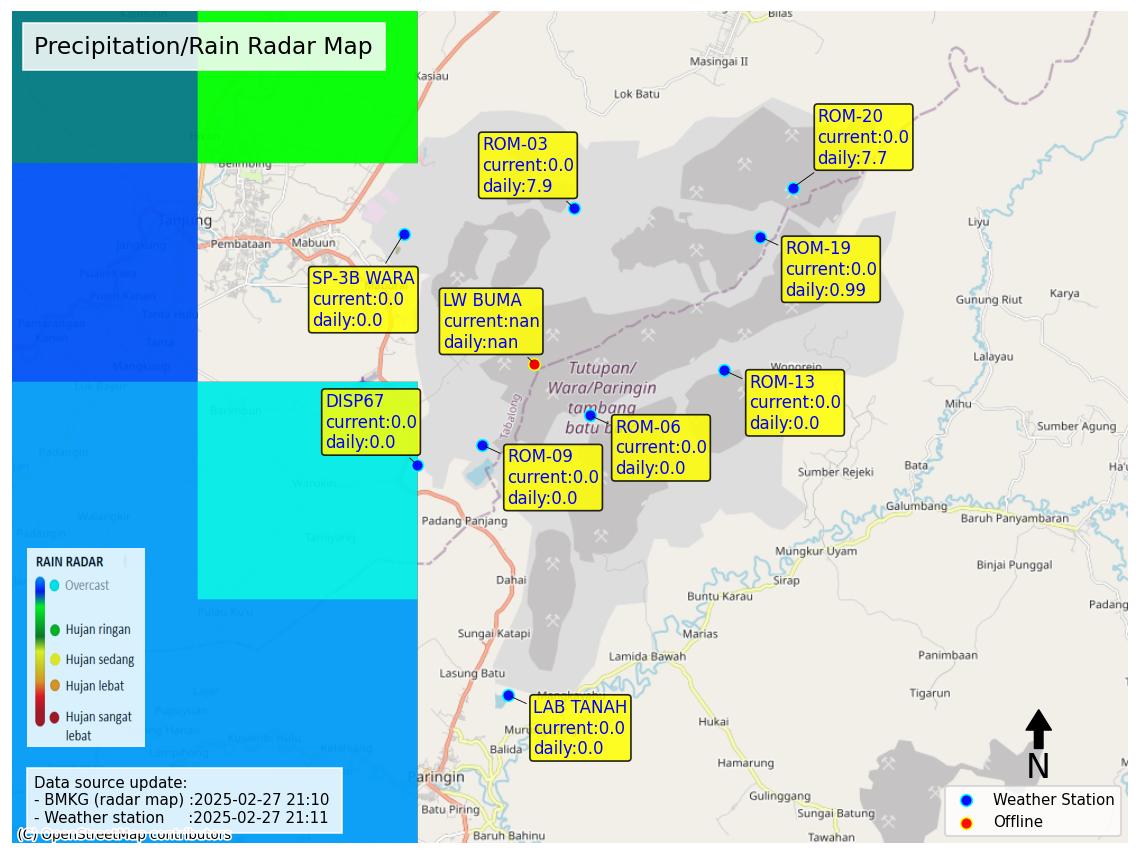 Precipitation/Rain Radar Map
Bilas
Masingai II
Kasiau
Lok Batu
ROM-20
current:0.0
daily:7.7
ROM-03
current:0.0
daily:7.9
Belimbing
Tanjung
Jangkung
Pembataan
Mabuun
Liyu
ROM-19
current:0.0
daily:0.99
SP-3B WARA
current:0.0
daily:0.0
LW BUMA
current:nan
daily:nan
Gunung Riut
Karya
Lalayau
Tutupan/
Wara/Paringin
tambang
batu b
Wonorejo
ROM-13
current:0.0
daily:0.0
DISP67
current:0.0
daily:0.0
Tabalong
Mihu
ROM-06
current:0.0
daily:0.0
Sumber Agung
ROM-09
current:0.0
daily:0.0
Sumber Rejeki
Bata
Ha'u
Galumbang
Baruh Panyambaran
Padang Panjang
Mungkur Uyam
Binjai Punggal
RAIN RADAR
Overcast
Hujan ringan
Hujan sedang
Hujan lebat
Hujan sangat
lebat
Dahai
Sirap
Buntu Karau
Padang
Sungai Katapi
Marias
Lamida Bawah
Panimbaan
Lasung Batu
Tigarun
LAB TANAH
current:0.0
daily:0.0
Muru
Balida
Hukai
Hamarung
N
Paringin
Batu Piring
Gulinggang
Sungai Batung
Baruh Bahinu
Tawahan
Data source update:
- BMKG (radar map) :2025-02-27 21:10
- Weather station :2025-02-27 21:11
(C) OpenStreetMap contributors
Weather Station
Offline